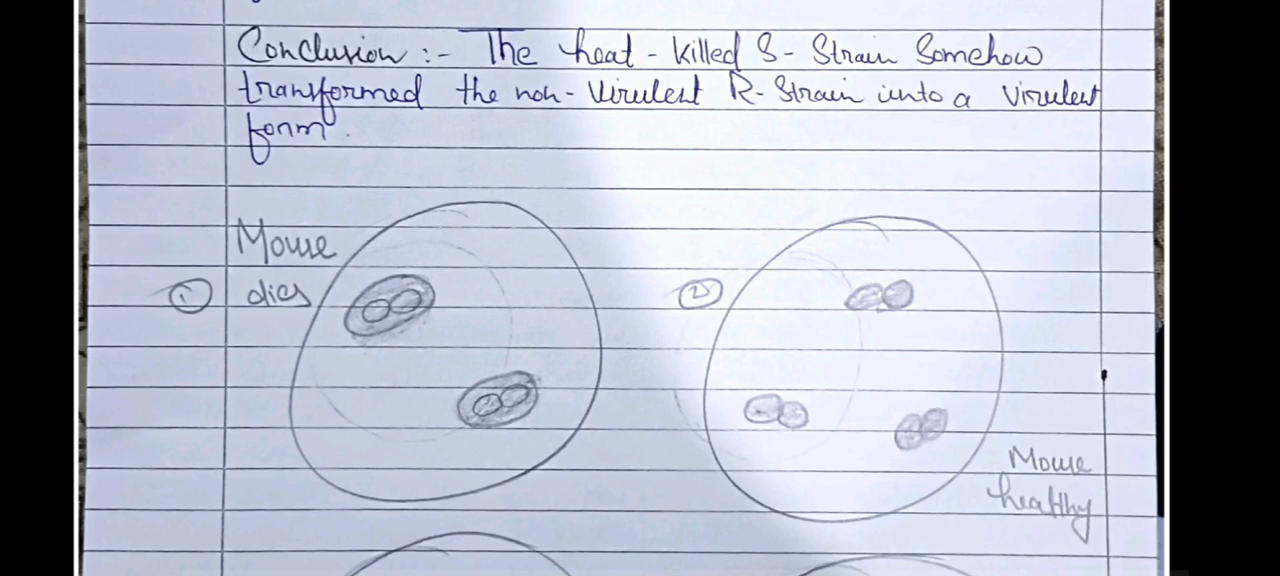 Conclusion :- The heat - killed S - Strain Somehow
transformed the non - Virulent R - Strain into a Virulent
form.
Mouse
① dies
②
Mouse
healthy